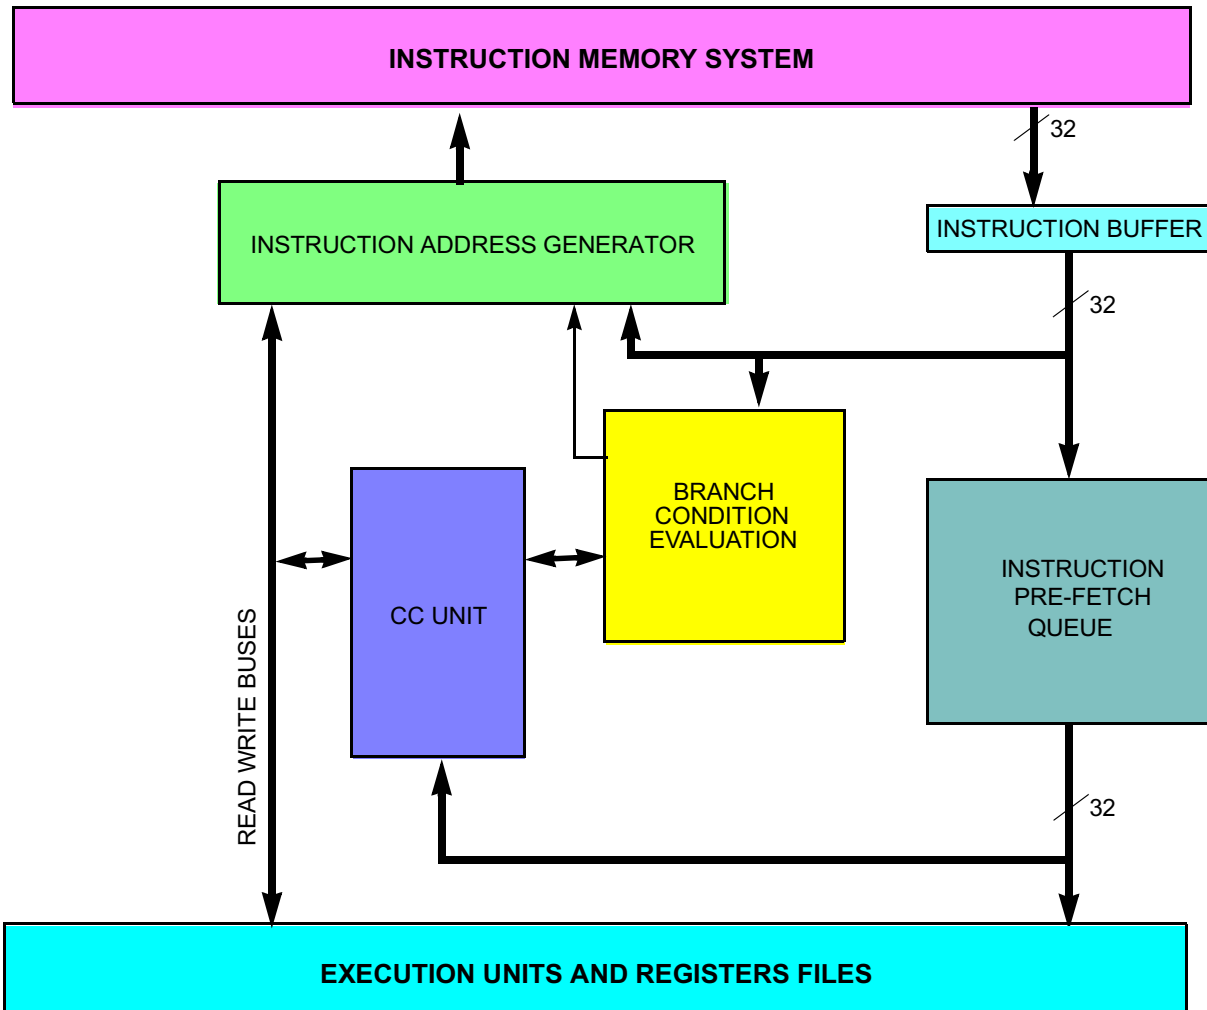 INSTRUCTION MEMORY SYSTEM
32
INSTRUCTION ADDRESS GENERATOR
INSTRUCTION BUFFER
32
BRANCH
CONDITION
EVALUATION
CC UNIT
INSTRUCTION
PRE-FETCH
QUEUE
READ WRITE BUSES
32
EXECUTION UNITS AND REGISTERS FILES